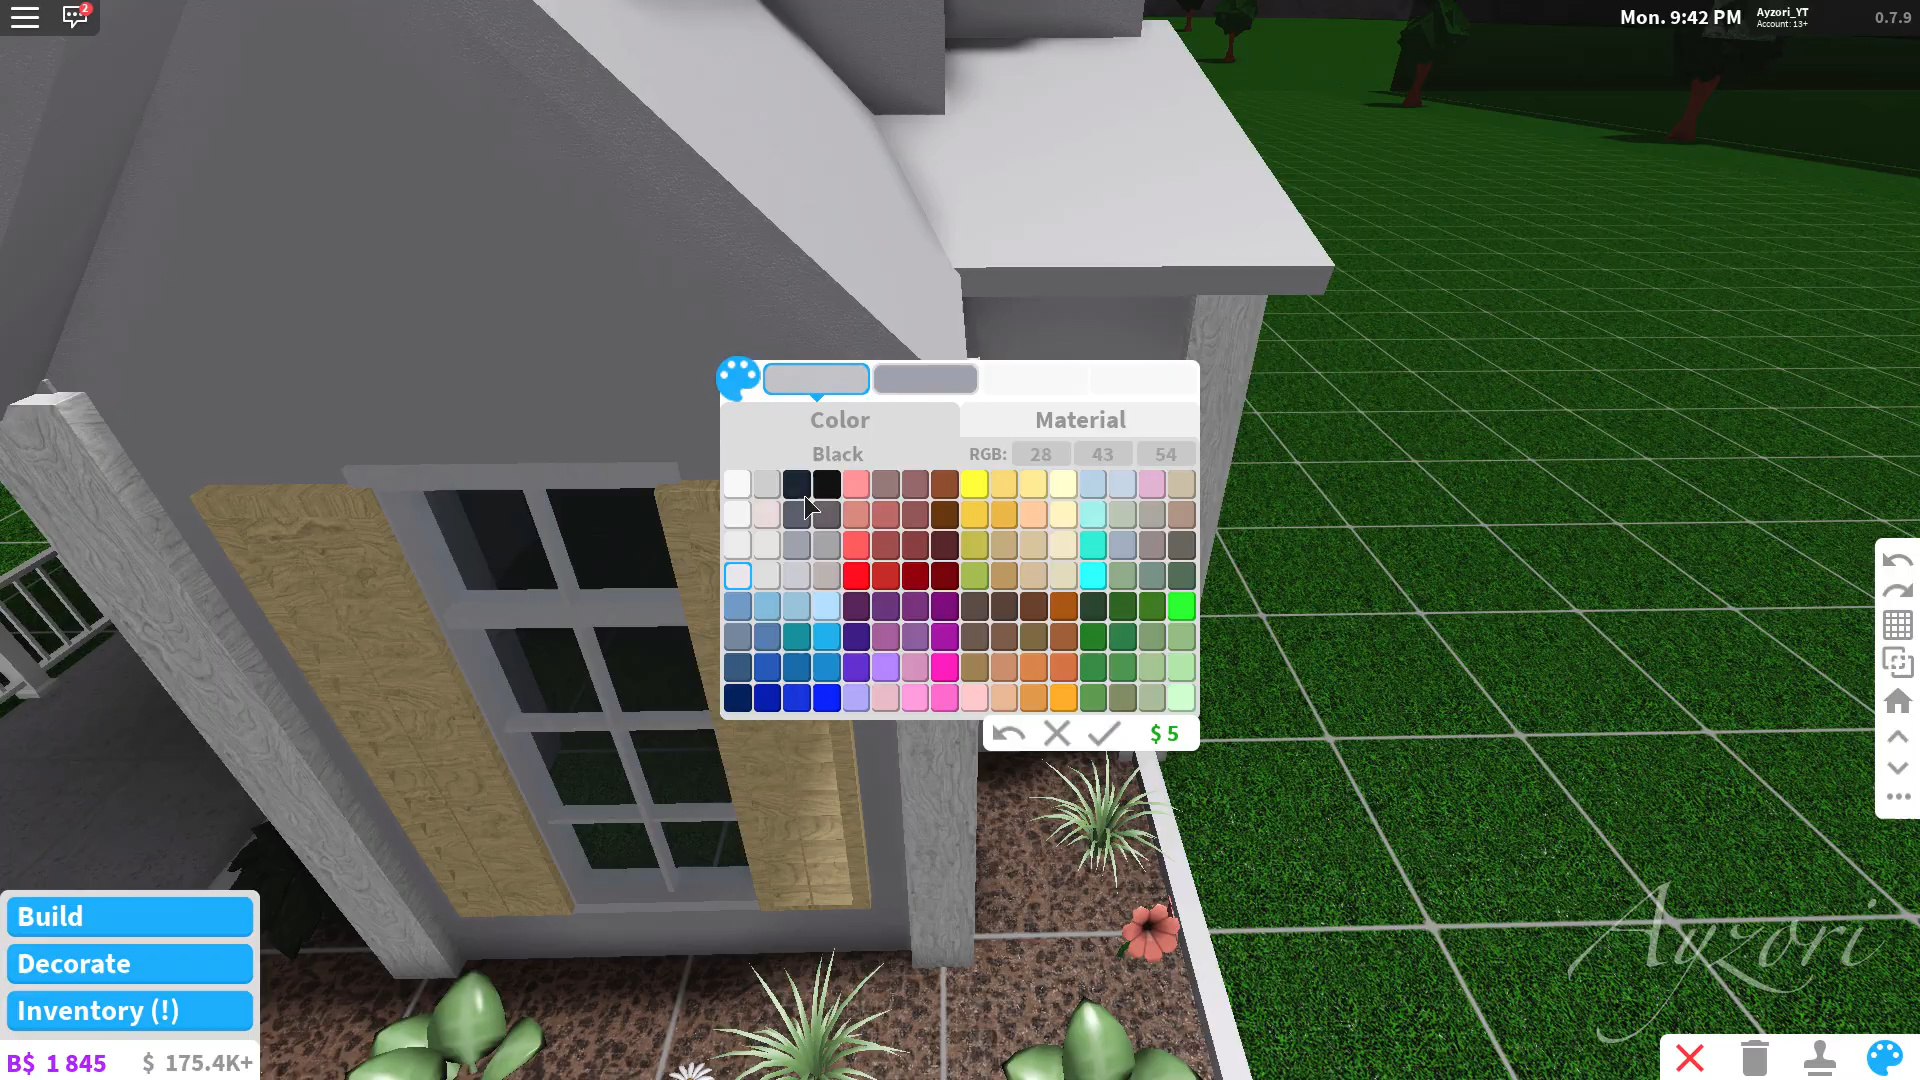 2
Mon. 9:42 PM
Ayzori_YT
Account: 13+
0.7.9
Color
Material
Black
RGB: 28 43 54
$ 5
Build
Decorate
Inventory (!)
B$ 1 845
$ 175.4K+
Ayzori